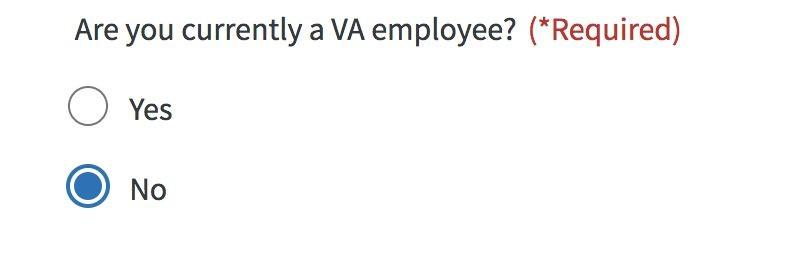 Are you currently a VA employee? (*Required)
Yes
No